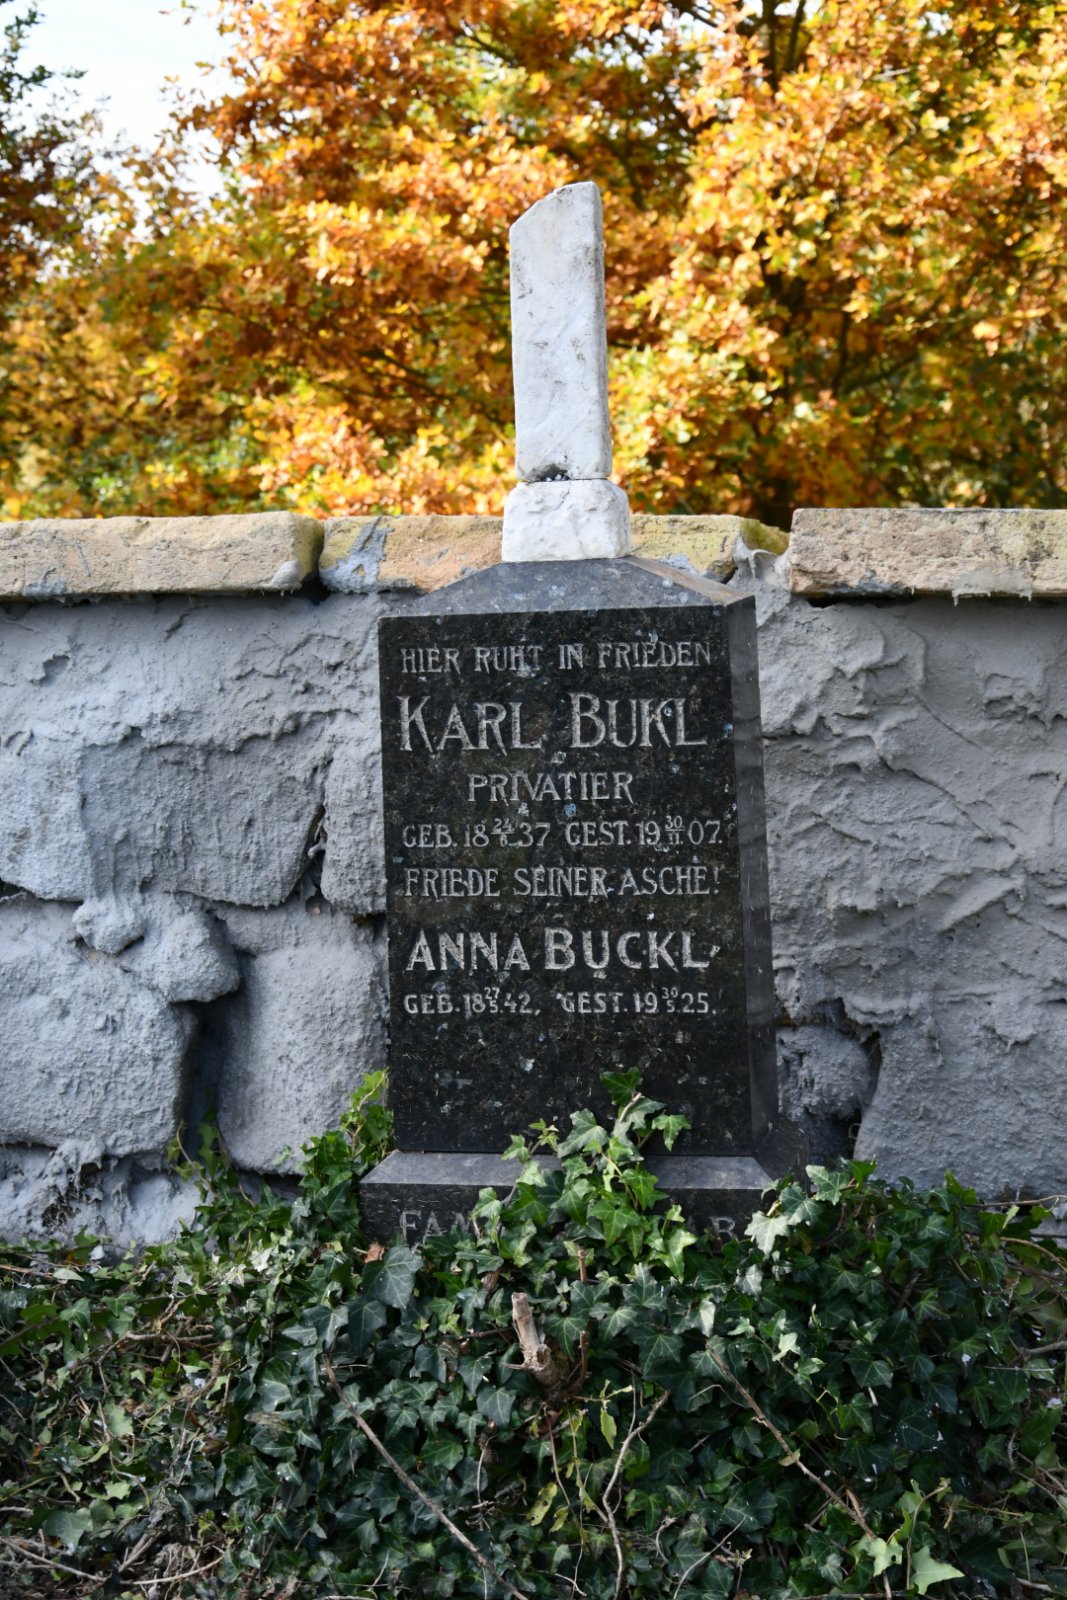 HIER RUHT IN FRIEDEN
KARL BUKL
PRIVATIER
GEB. 18 24/8 37 GEST. 19 30/11 07.
FRIEDE SEINER ASCHE!
ANNA BUCKL,
GEB. 18 27/5. 42, GEST. 19 30/5. 25.